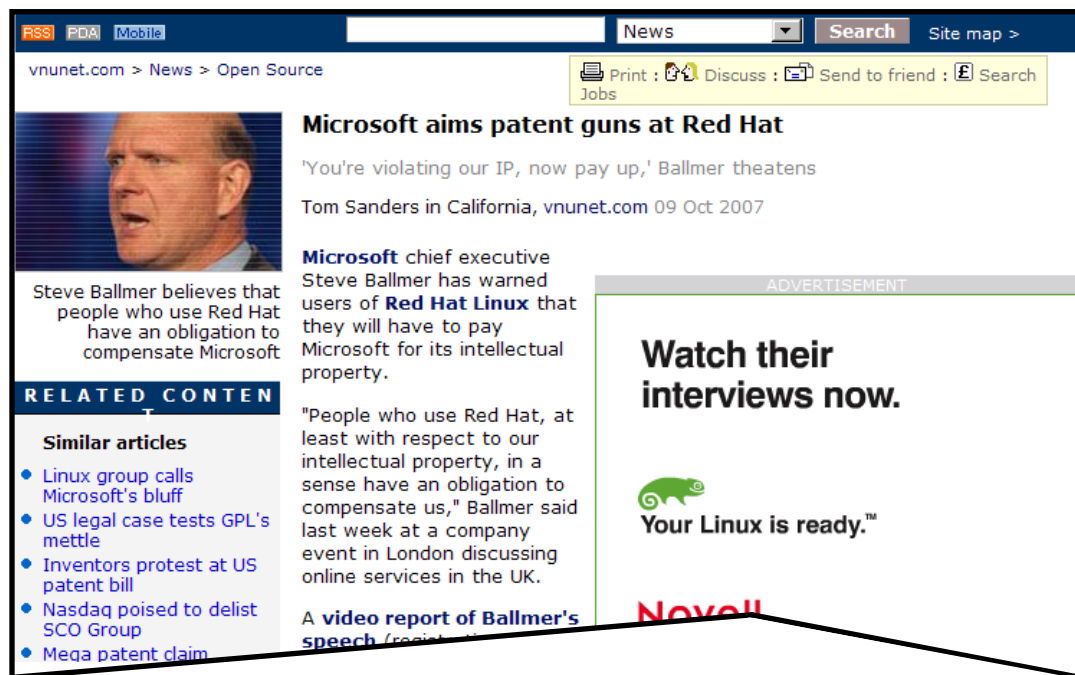 RSS PDA Mobile
News
Search
Site map >
vnunet.com > News > Open Source
Print : Discuss : Send to friend : £ Search
Jobs
Microsoft aims patent guns at Red Hat
'You're violating our IP, now pay up,' Ballmer theatens
Tom Sanders in California, vnunet.com 09 Oct 2007
Steve Ballmer believes that
people who use Red Hat
have an obligation to
compensate Microsoft
RELATED CONTEN
T
Similar articles
Linux group calls
Microsoft's bluff
US legal case tests GPL's
mettle
Inventors protest at US
patent bill
Nasdaq poised to delist
SCO Group
Mega patent claim
Microsoft chief executive
Steve Ballmer has warned
users of Red Hat Linux that
they will have to pay
Microsoft for its intellectual
property.
"People who use Red Hat, at
least with respect to our
intellectual property, in a
sense have an obligation to
compensate us," Ballmer said
last week at a company
event in London discussing
online services in the UK.
A video report of Ballmer's
speech
ADVERTISEMENT
Watch their
interviews now.
Your Linux is ready.™
Novell